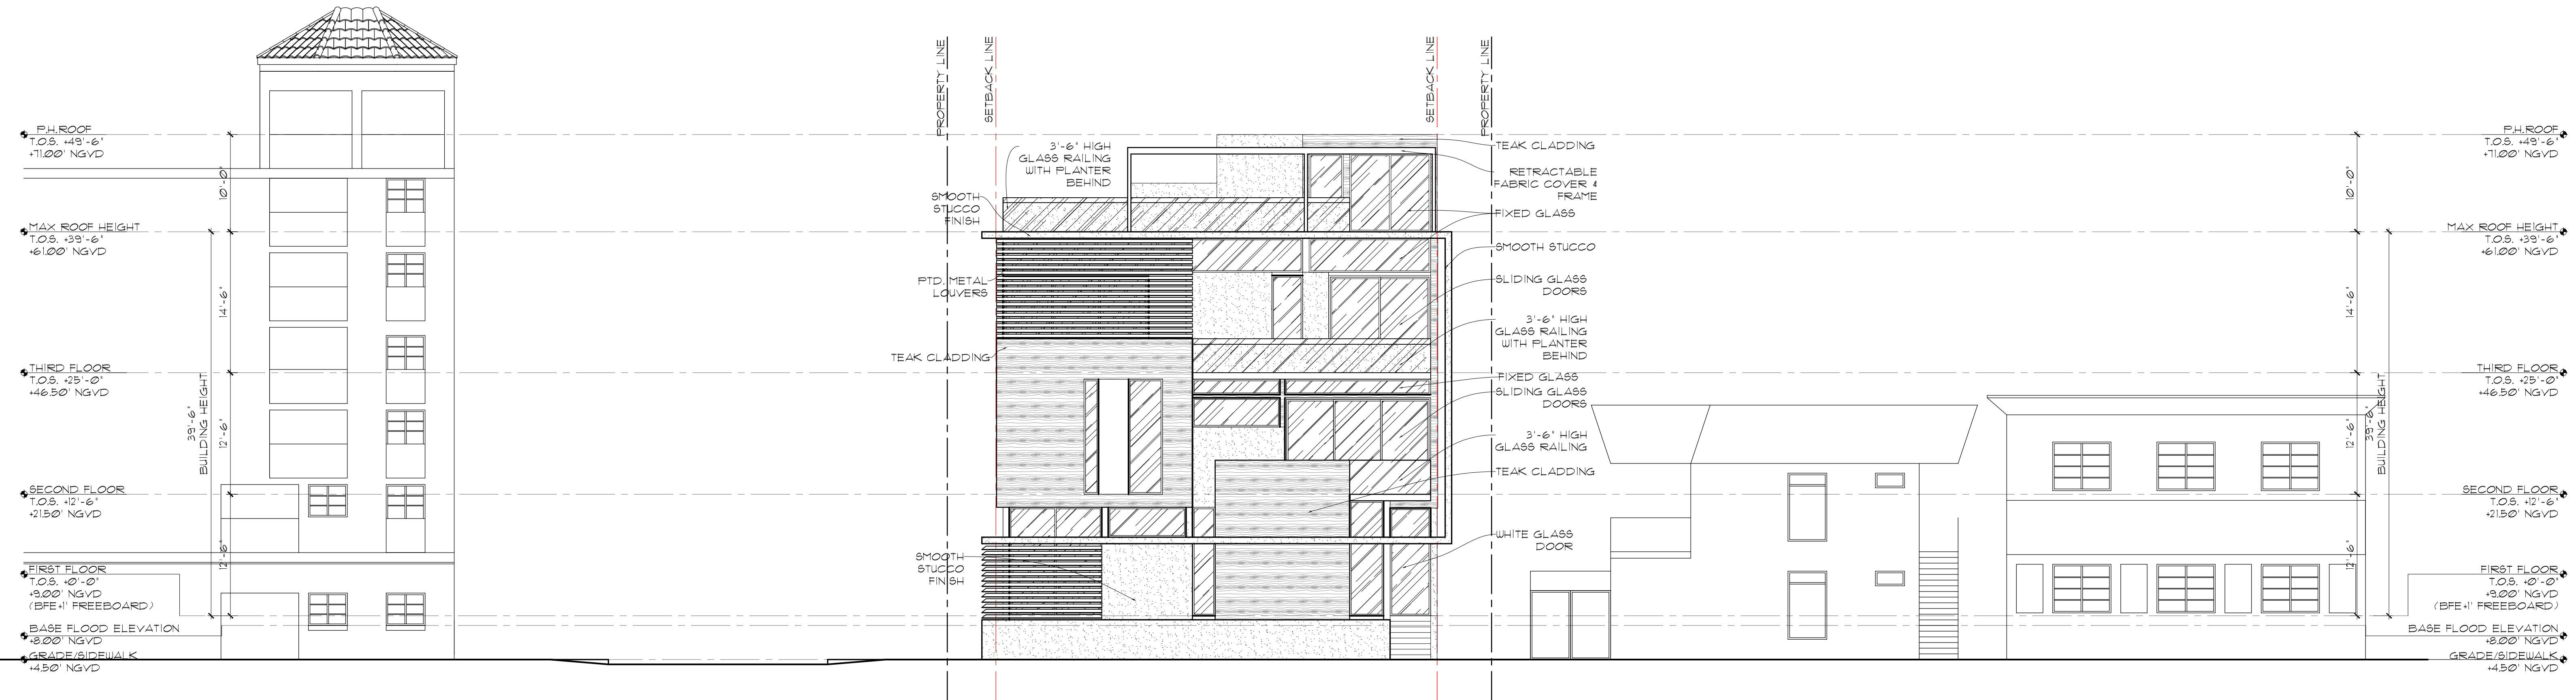 P.H.ROOF
T.O.S. +49'-6"
+71.00' NGVD
MAX ROOF HEIGHT
T.O.S. +39'-6"
+61.00' NGVD
THIRD FLOOR
T.O.S. +25'-0"
+46.50' NGVD
SECOND FLOOR
T.O.S. +12'-6"
+21.50' NGVD
FIRST FLOOR
T.O.S. +0'-0"
+9.00' NGVD
(BFE+1' FREEBOARD)
BASE FLOOD ELEVATION
+8.00' NGVD
GRADE/SIDEWALK
+4.50' NGVD
10'-0"
14'-6"
12'-6"
12'-6"
39'-6"
BUILDING HEIGHT
PROPERTY LINE
SETBACK LINE
3'-6" HIGH
GLASS RAILING
WITH PLANTER
BEHIND
SMOOTH
STUCCO
FINISH
PTD. METAL
LOUVERS
TEAK CLADDING
SMOOTH
STUCCO
FINISH
SETBACK LINE
PROPERTY LINE
TEAK CLADDING
RETRACTABLE
FABRIC COVER &
FRAME
FIXED GLASS
SMOOTH STUCCO
SLIDING GLASS
DOORS
3'-6" HIGH
GLASS RAILING
WITH PLANTER
BEHIND
FIXED GLASS
SLIDING GLASS
DOORS
3'-6" HIGH
GLASS RAILING
TEAK CLADDING
WHITE GLASS
DOOR
10'-0"
14'-6"
12'-6"
12'-6"
39'-6"
BUILDING HEIGHT
P.H.ROOF
T.O.S. +49'-6"
+71.00' NGVD
MAX ROOF HEIGHT
T.O.S. +39'-6"
+61.00' NGVD
THIRD FLOOR
T.O.S. +25'-0"
+46.50' NGVD
SECOND FLOOR
T.O.S. +12'-6"
+21.50' NGVD
FIRST FLOOR
T.O.S. +0'-0"
+9.00' NGVD
(BFE+1' FREEBOARD)
BASE FLOOD ELEVATION
+8.00' NGVD
GRADE/SIDEWALK
+4.50' NGVD